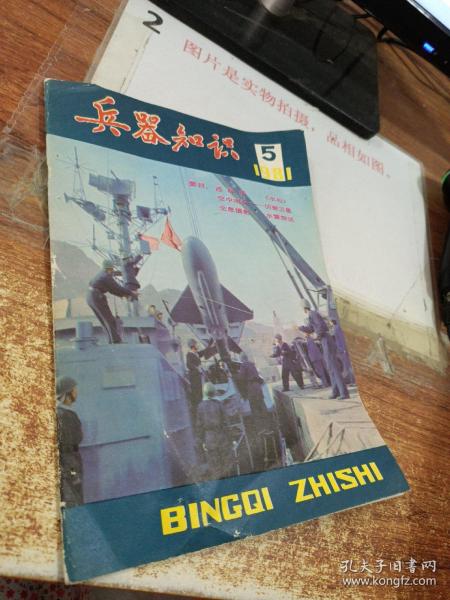 2
图片是实物拍摄，品相如图。
兵器知识
5
1981
BINGQI ZHISHI
孔夫子旧书网
www.kongfz.com